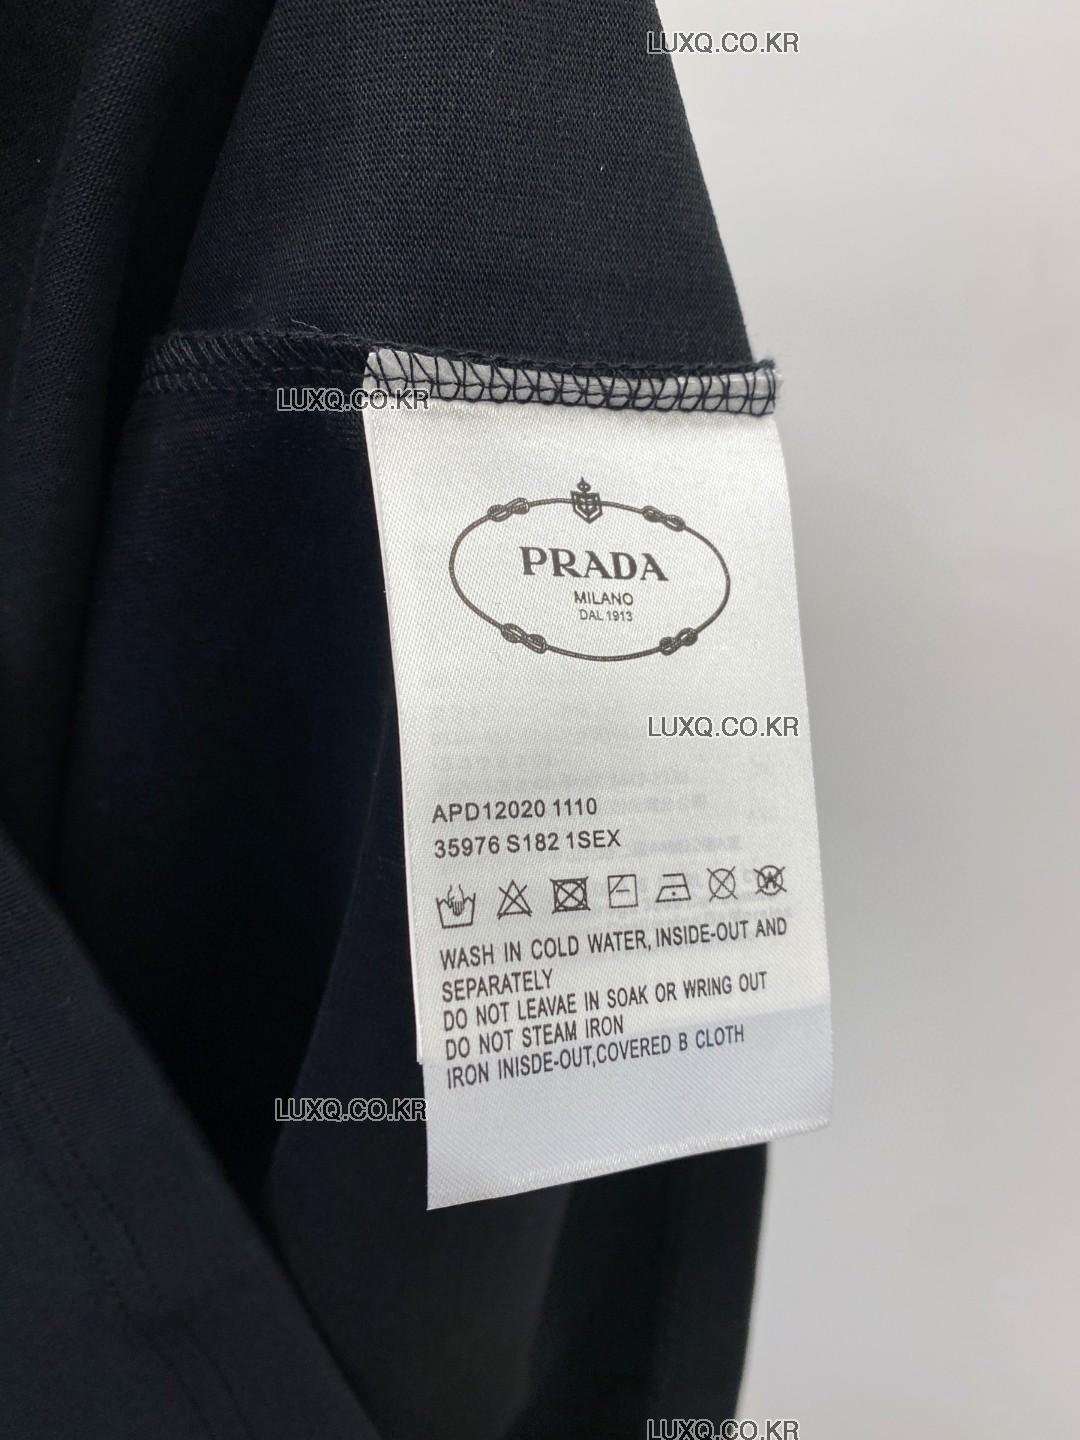 LUXQ.CO.KR
LUXQ.CO.KR
PRADA
MILANO
DAL 1913
LUXQ.CO.KR
APD12020 1110
35976 S182 1SEX
WASH IN COLD WATER, INSIDE-OUT AND
SEPARATELY
DO NOT LEAVAE IN SOAK OR WRING OUT
DO NOT STEAM IRON
IRON INISDE-OUT,COVERED B CLOTH
LUXQ.CO.KR
LUXQ.CO.KR